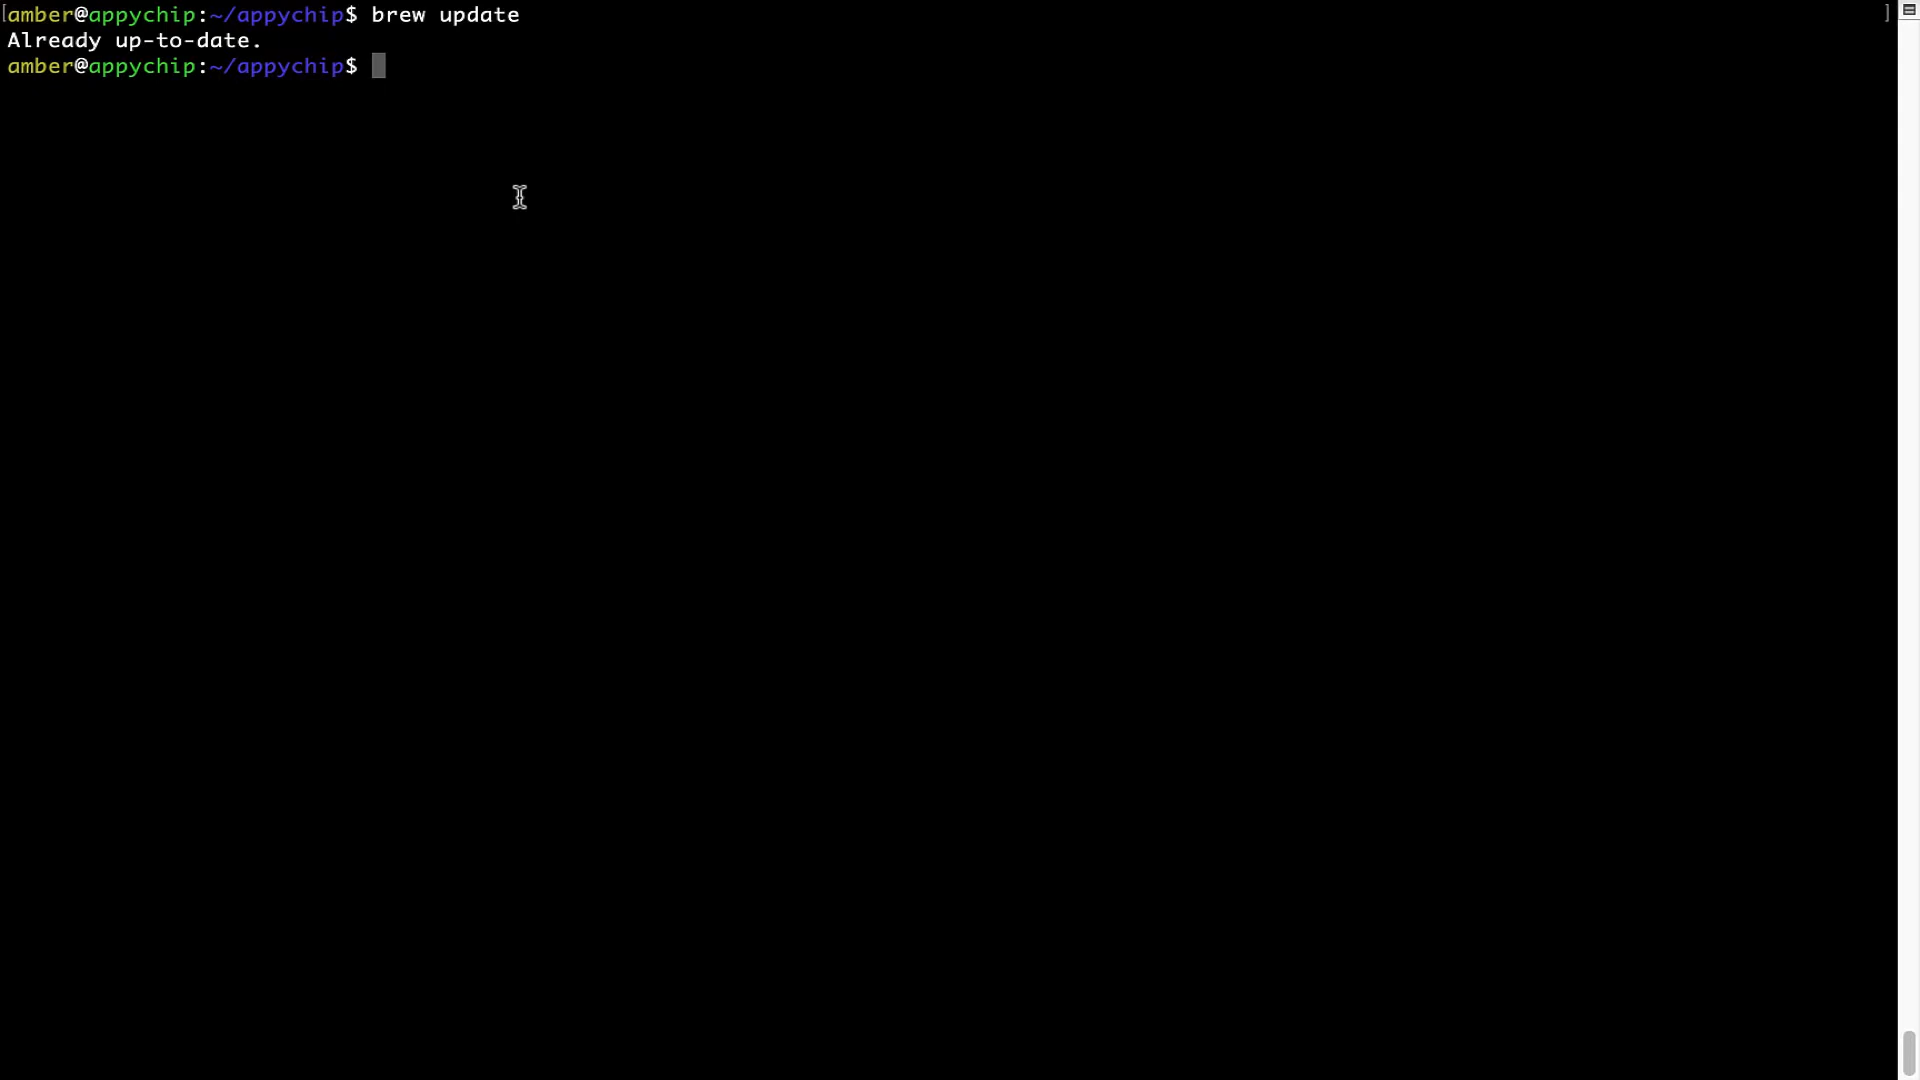 [amber@appychip:~/appychip$ brew update ]
Already up-to-date.
amber@appychip:~/appychip$